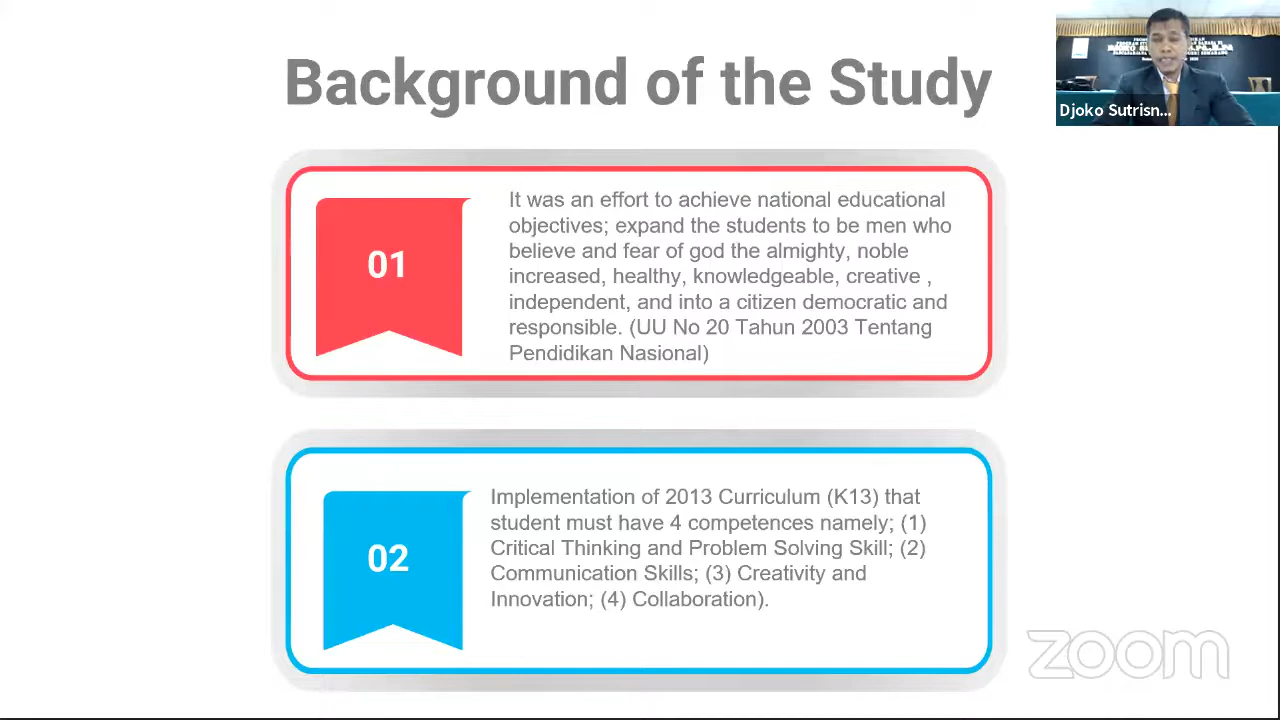 Background of the Study
Djoko Sutrisn...
01
It was an effort to achieve national educational
objectives; expand the students to be men who
believe and fear of god the almighty, noble
increased, healthy, knowledgeable, creative ,
independent, and into a citizen democratic and
responsible. (UU No 20 Tahun 2003 Tentang
Pendidikan Nasional)
02
Implementation of 2013 Curriculum (K13) that
student must have 4 competences namely; (1)
Critical Thinking and Problem Solving Skill; (2)
Communication Skills; (3) Creativity and
Innovation; (4) Collaboration).
zoom